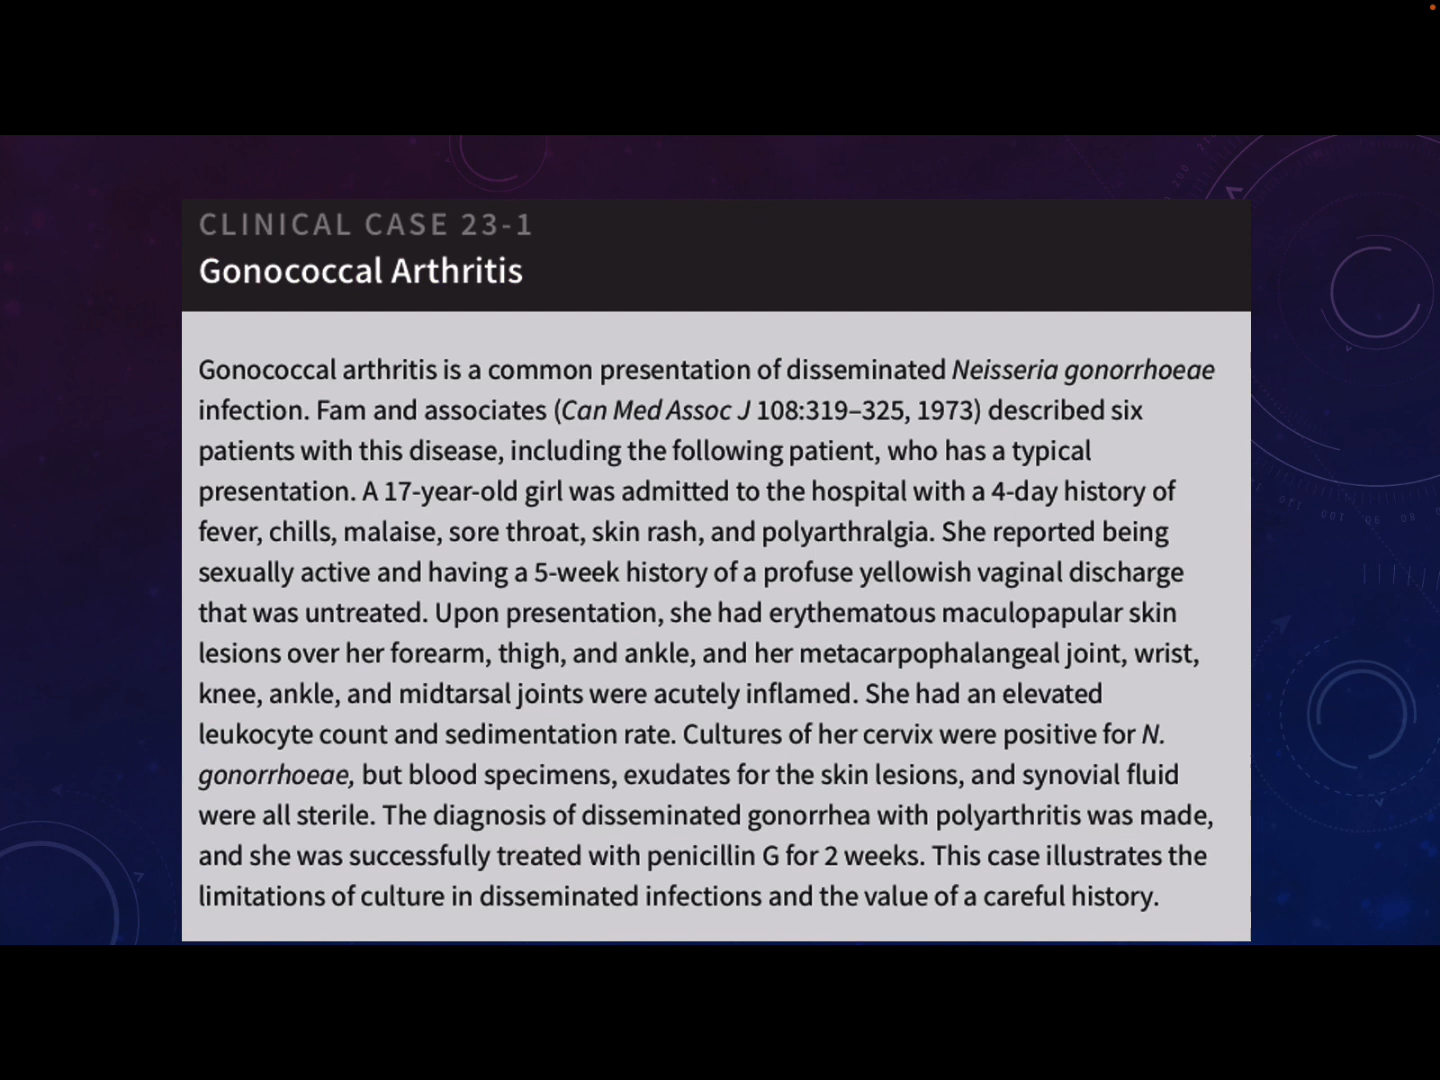 CLINICAL CASE 23-1
Gonococcal Arthritis
Gonococcal arthritis is a common presentation of disseminated Neisseria gonorrhoeae
infection. Fam and associates (Can Med Assoc J 108:319–325, 1973) described six
patients with this disease, including the following patient, who has a typical
presentation. A 17-year-old girl was admitted to the hospital with a 4-day history of
fever, chills, malaise, sore throat, skin rash, and polyarthralgia. She reported being
sexually active and having a 5-week history of a profuse yellowish vaginal discharge
that was untreated. Upon presentation, she had erythematous maculopapular skin
lesions over her forearm, thigh, and ankle, and her metacarpophalangeal joint, wrist,
knee, ankle, and midtarsal joints were acutely inflamed. She had an elevated
leukocyte count and sedimentation rate. Cultures of her cervix were positive for N.
gonorrhoeae, but blood specimens, exudates for the skin lesions, and synovial fluid
were all sterile. The diagnosis of disseminated gonorrhea with polyarthritis was made,
and she was successfully treated with penicillin G for 2 weeks. This case illustrates the
limitations of culture in disseminated infections and the value of a careful history.